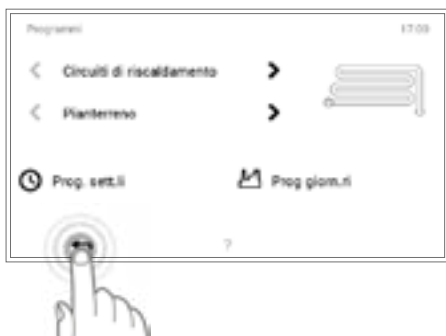 Programmi 17:03
Circuiti di riscaldamento
Pianterreno
Prog. sett.li Prog giorn.ri
?